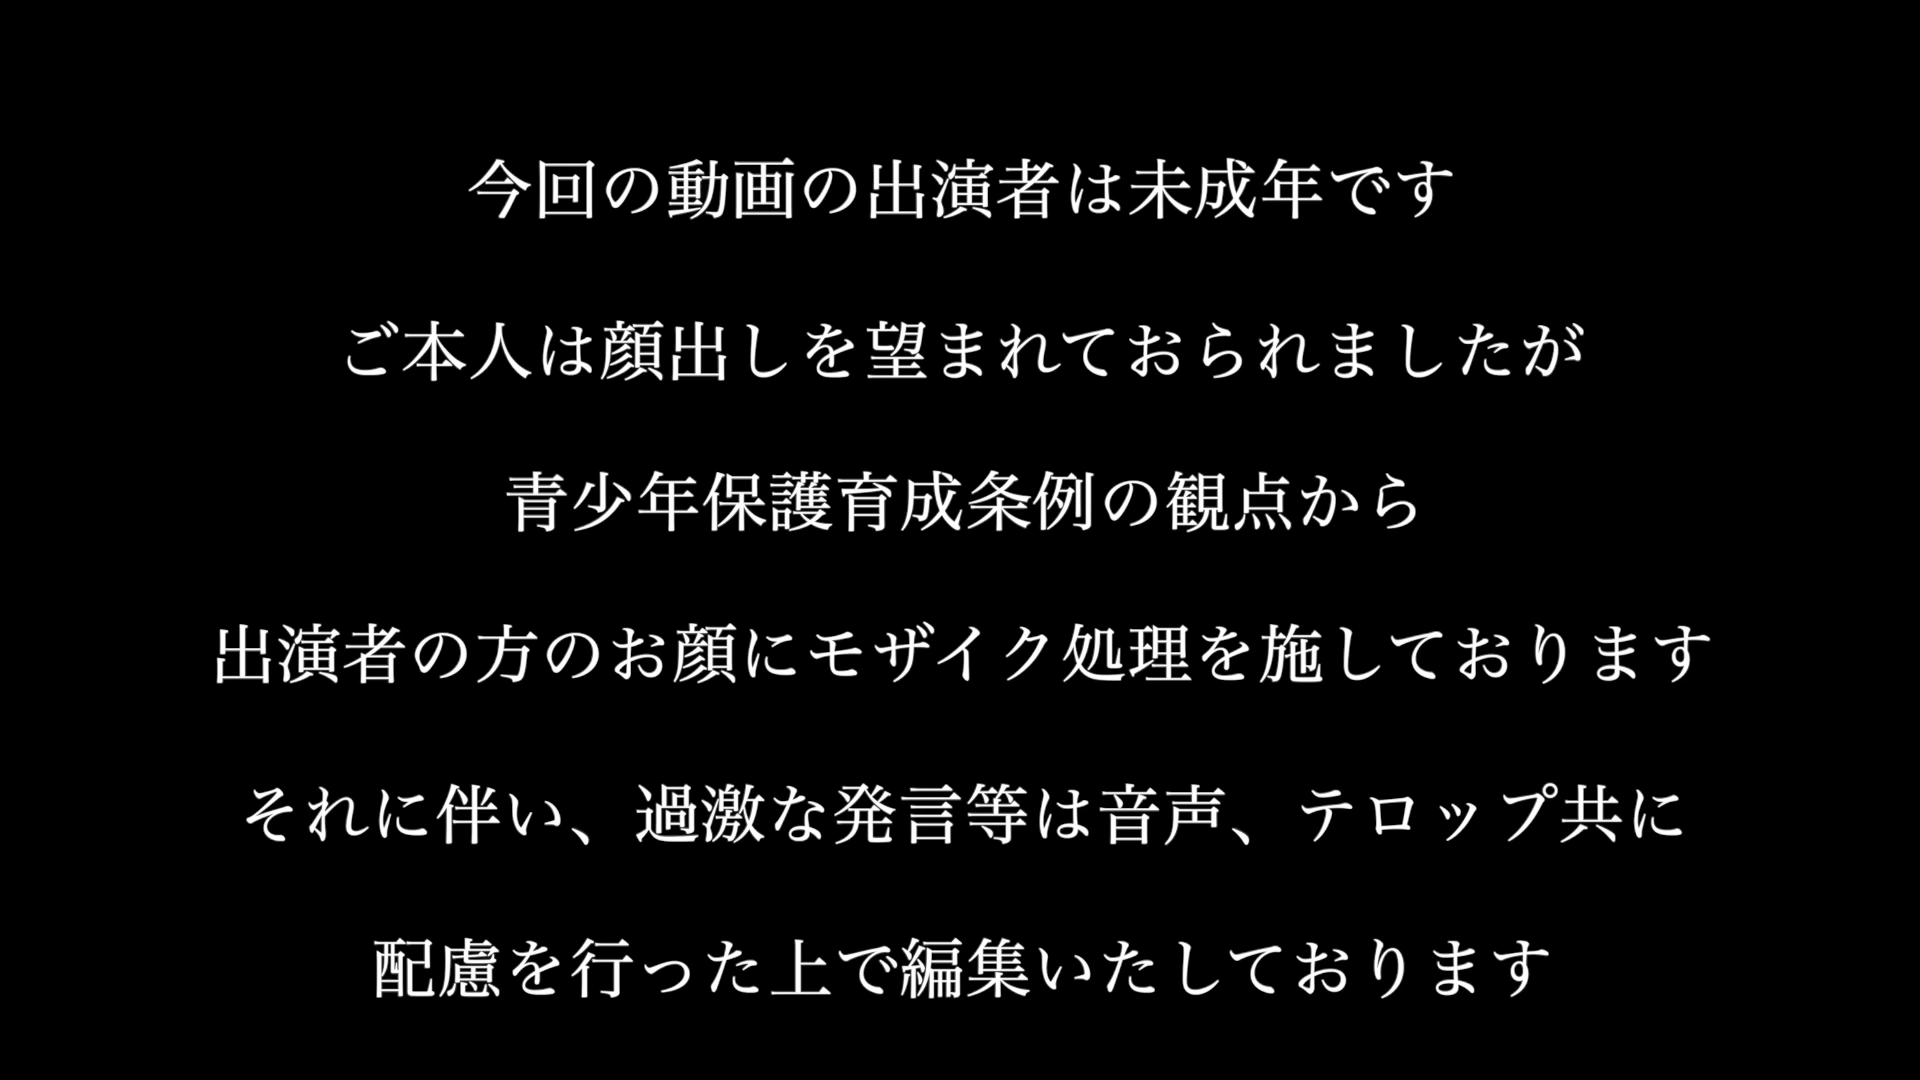 今回の動画の出演者は未成年です
ご本人は顔出しを望まれておられましたが
青少年保護育成条例の観点から
出演者の方のお顔にモザイク処理を施しております
それに伴い、過激な発言等は音声、テロップ共に
配慮を行った上で編集いたしております